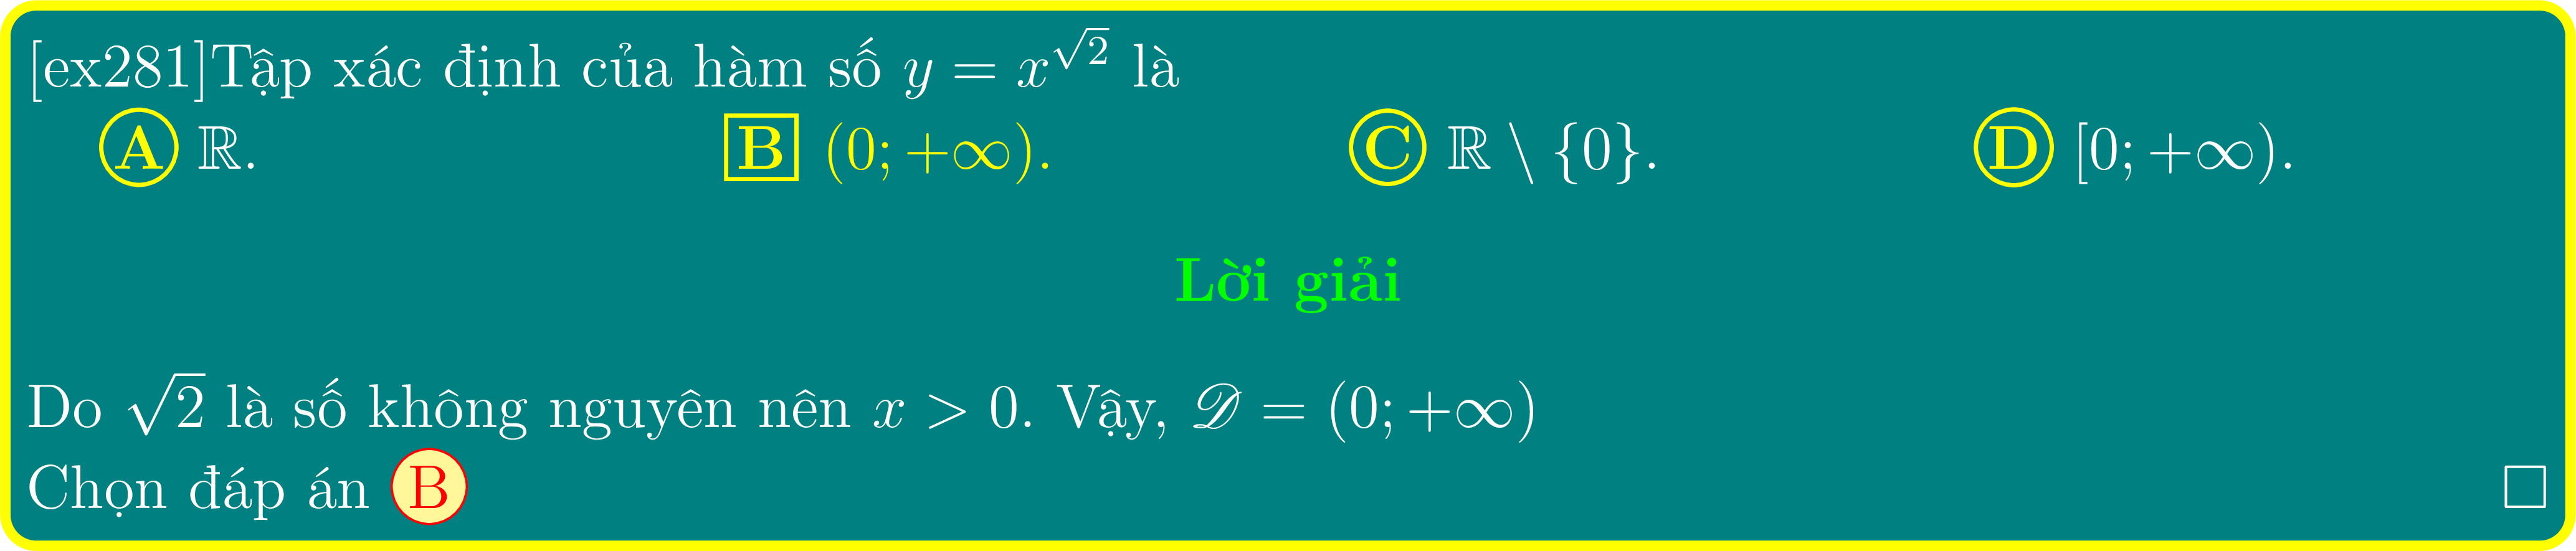 [ex281]Tập xác định của hàm số $y = x^{\sqrt{2}}$ là
A $\mathbb{R}$. B $(0; +\infty)$. C $\mathbb{R} \setminus \{0\}$. D $[0; +\infty)$.
Lời giải
Do $\sqrt{2}$ là số không nguyên nên $x > 0$. Vậy, $\mathscr{D} = (0; +\infty)$
Chọn đáp án B □